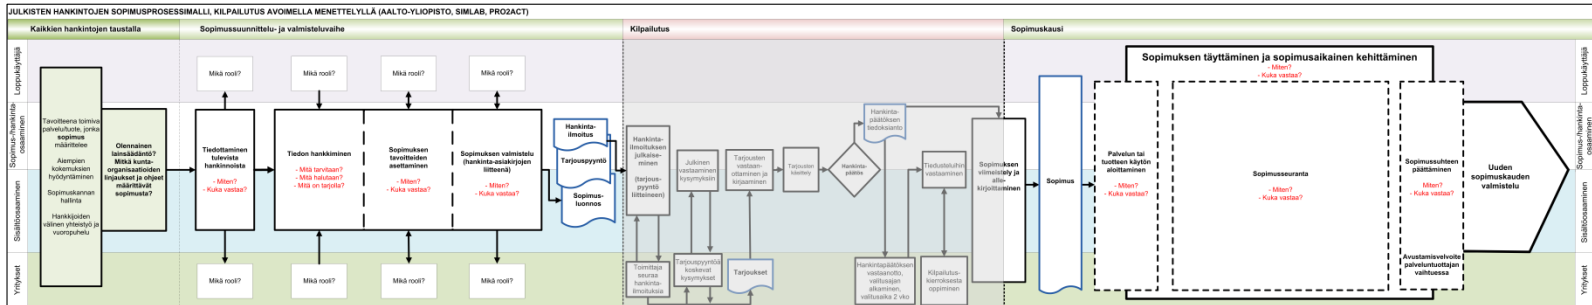 JULKISTEN HANKINTOJEN SOPIMUSPROSESSIMALLI, KILPAILUTUS AVOIMELLA MENETTELYLLÄ (AALTO-YLIOPISTO, SIMLAB, PRO2ACT)
Kaikkien hankintojen taustalla
Sopimussuunnittelu- ja valmisteluvaihe
Kilpailutus
Sopimuskausi
Loppukäyttäjä
Sopimus-/hankinta-
osaaminen
Sisältöosaaminen
Yritykset
Tavoitteena toimiva
palvelu/tuote, jonka
sopimus
määrittelee
Aiempien
kokemuksien
hyödyntäminen
Sopimuskannan
hallinta
Hankkijoiden
välinen yhteistyö ja
vuoropuhelu
Olennainen
lainsäädäntö?
Mitkä kunta-
organisaatioiden
linjaukset ja ohjeet
määrittävät
sopimusta?
Mikä rooli?
Mikä rooli?
Mikä rooli?
Mikä rooli?
Tiedottaminen
tulevista
hankinnoista
- Miten?
- Kuka vastaa?
Tiedon hankkiminen
- Mitä tarvitaan?
- Mitä halutaan?
- Mitä on tarjolla?
Sopimuksen
tavoitteiden
asettaminen
- Miten?
- Kuka vastaa?
Sopimuksen valmistelu
(hankinta-asiakirjojen
liitteenä)
- Miten?
- Kuka vastaa?
Mikä rooli?
Mikä rooli?
Mikä rooli?
Mikä rooli?
Hankinta-
ilmoitus
Tarjouspyyntö
Sopimus-
luonnos
Hankinta-
ilmoituksen
julkaise-
minen
(tarjous-
pyyntö
liitteineen)
Julkinen
vastaaminen
kysymyksiin
Tarjousten
vastaan-
ottaminen ja
kirjaaminen
Tarjousten
käsittely
Hankinta-
päätös
Hankinta-
päätöksen
tiedoksianto
Tiedusteluihin
vastaaminen
Sopimuksen
viimeistely ja
alle-
kirjoittaminen
Toimittaja
seuraa
hankinta-
ilmoituksia
Tarjouspyyntöä
koskevat
kysymykset
Tarjoukset
Hankintapäätöksen
vastaanotto,
valitusajan
alkaminen,
valitusaika 2 vko
Kilpailutus-
kierroksesta
oppiminen
Sopimus
Sopimuksen täyttäminen ja sopimusaikainen kehittäminen
- Miten?
- Kuka vastaa?
Palvelun tai
tuotteen käytön
aloittaminen
- Miten?
- Kuka vastaa?
Sopimusseuranta
- Miten?
- Kuka vastaa?
Sopimussuhteen
päättäminen
- Miten?
- Kuka vastaa?
Avustamisvelvoite
palveluntuottajan
vaihtuessa
Uuden
sopimuskauden
valmistelu
Loppukäyttäjä
Sopimus-/hankinta-
osaaminen
Sisältöosaaminen
Yritykset